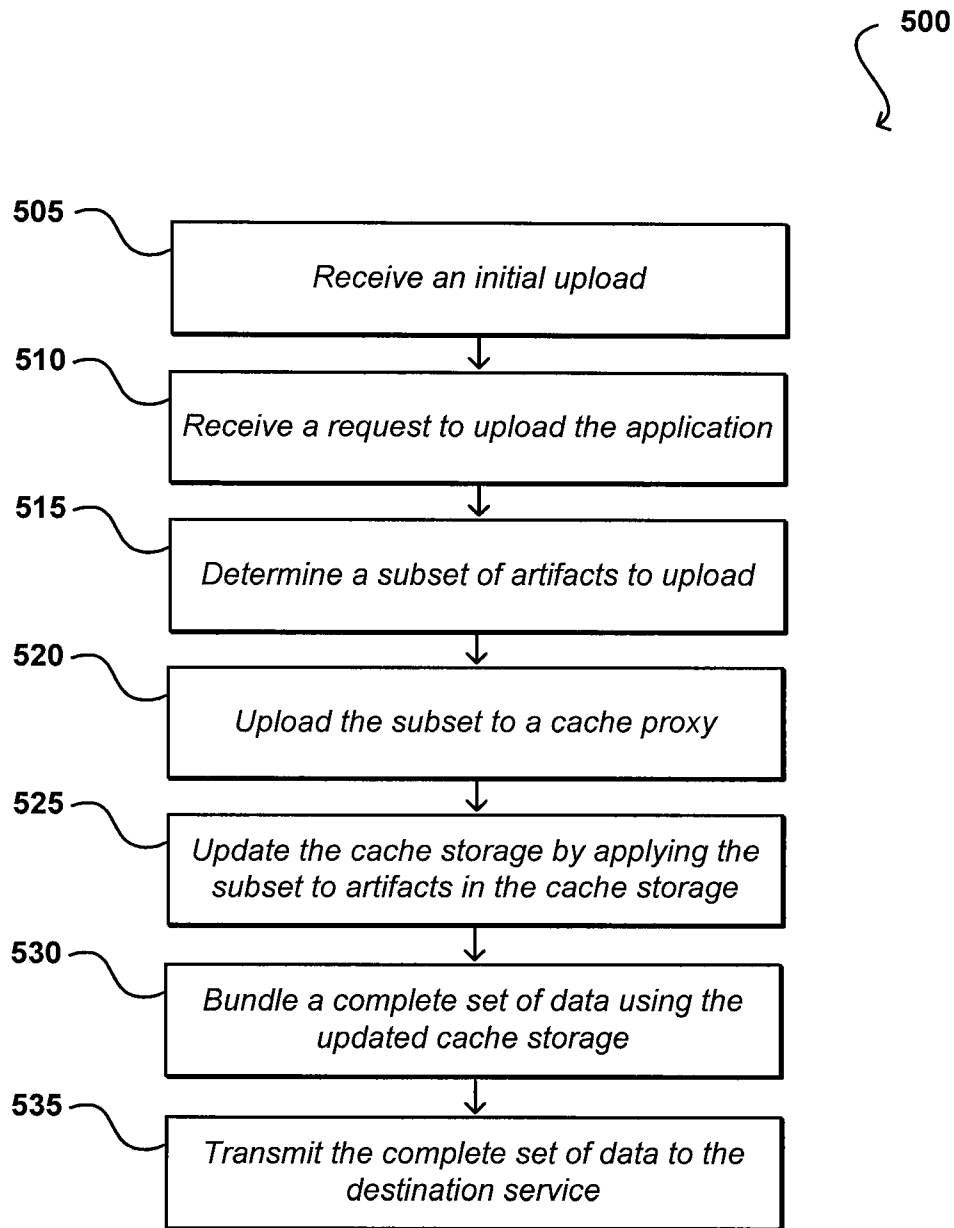 500
505
Receive an initial upload
510
Receive a request to upload the application
515
Determine a subset of artifacts to upload
520
Upload the subset to a cache proxy
525
Update the cache storage by applying the
subset to artifacts in the cache storage
530
Bundle a complete set of data using the
updated cache storage
535
Transmit the complete set of data to the
destination service